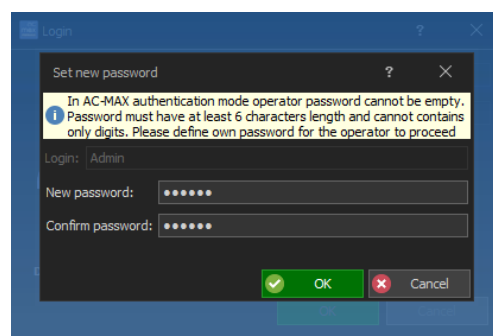 Login ?
Set new password ?
In AC-MAX authentication mode operator password cannot be empty.
Password must have at least 6 characters length and cannot contains
only digits. Please define own password for the operator to proceed
Login: Admin
New password: ••••••
Confirm password: ••••••
OK Cancel
OK Cancel